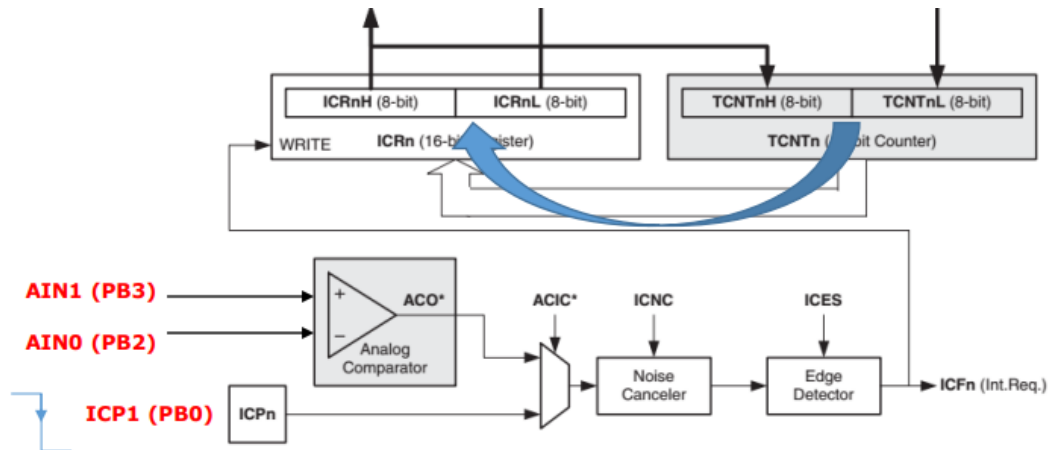 ICRnH (8-bit) ICRnL (8-bit) TCNTnH (8-bit) TCNTnL (8-bit)
WRITE ICRn (16-bi gister) TCNTn ( bit Counter)
AIN1 (PB3) + ACO* ACIC* ICNC ICES
AIN0 (PB2) −
Analog
Comparator
Noise
Canceler
Edge
Detector
ICFn (Int.Req.)
ICP1 (PB0) ICPn